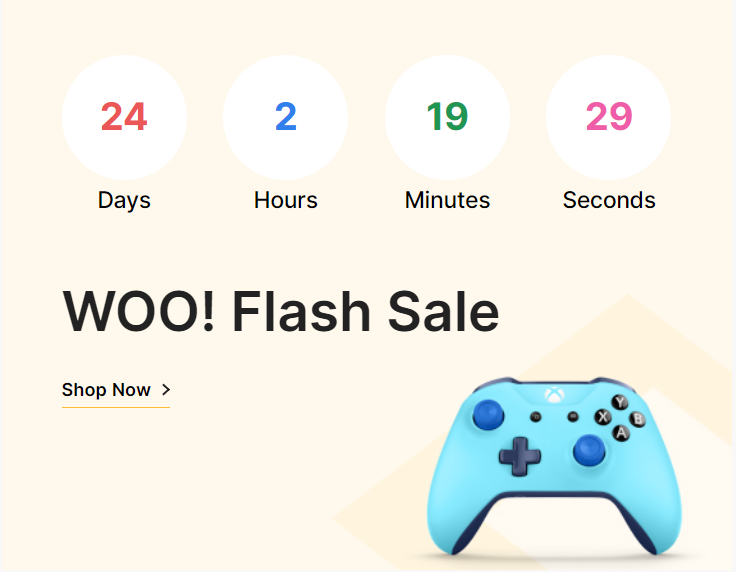 24 2 19 29
Days Hours Minutes Seconds
WOO! Flash Sale
Shop Now
Y
X B
A